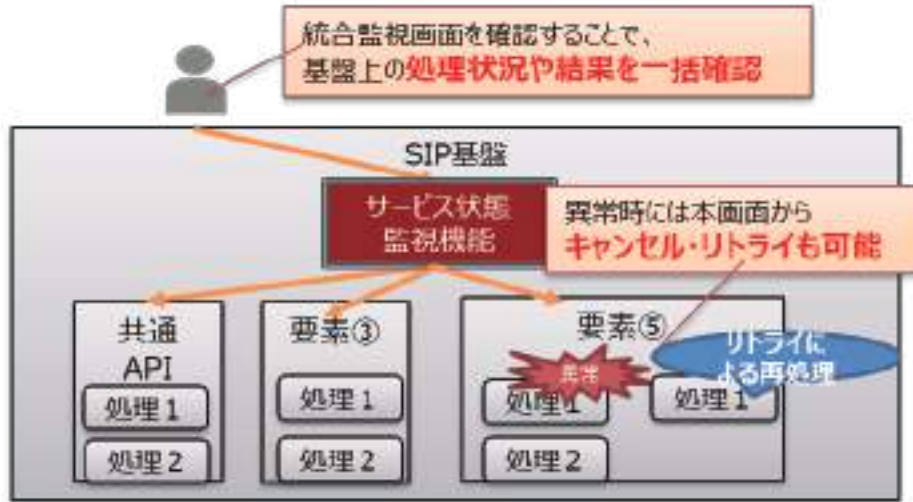 統合監視画面を確認することで、
基盤上の処理状況や結果を一括確認
SIP基盤
サービス状態
監視機能
異常時には本画面から
キャンセル・リトライも可能
共通
API
処理1
処理2
要素③
処理1
処理2
要素⑤
異常
処理1
処理2
リトライに
よる再処理
処理1